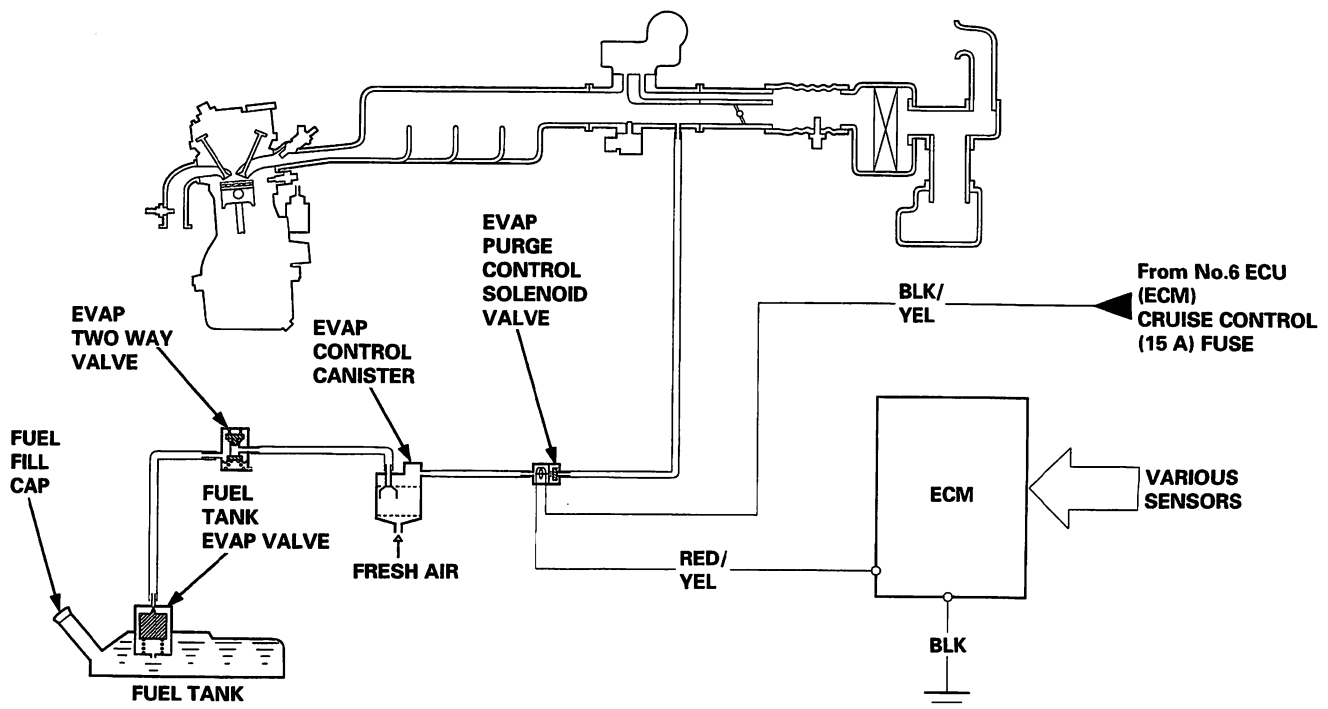 EVAP
PURGE
CONTROL
SOLENOID
VALVE
BLK/
YEL
From No.6 ECU
(ECM)
CRUISE CONTROL
(15 A) FUSE
EVAP
TWO WAY
VALVE
EVAP
CONTROL
CANISTER
FUEL
FILL
CAP
FUEL
TANK
EVAP VALVE
FRESH AIR
ECM
VARIOUS
SENSORS
RED/
YEL
BLK
FUEL TANK